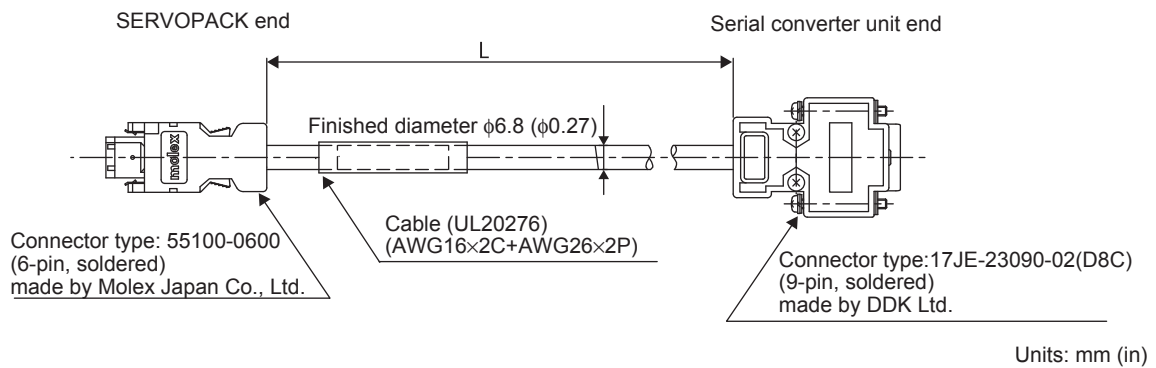 SERVOPACK end
Serial converter unit end
L
Finished diameter φ6.8 (φ0.27)
molex
Cable (UL20276)
(AWG16×2C+AWG26×2P)
Connector type: 55100-0600
(6-pin, soldered)
made by Molex Japan Co., Ltd.
Connector type:17JE-23090-02(D8C)
(9-pin, soldered)
made by DDK Ltd.
Units: mm (in)